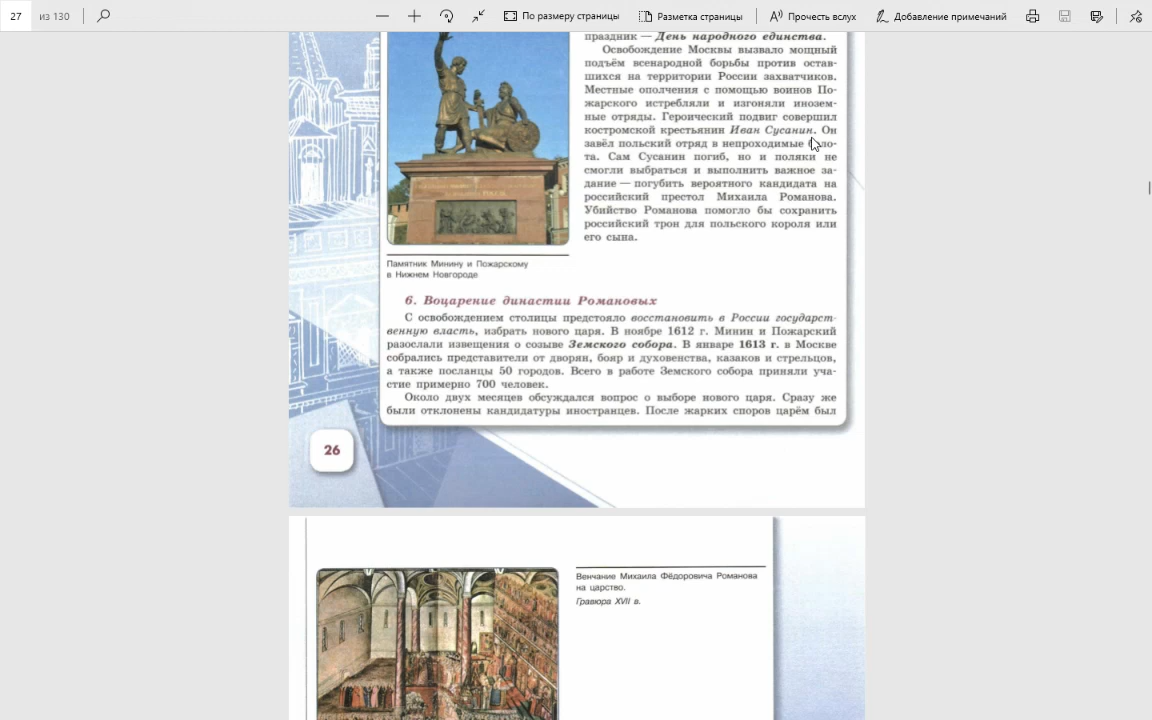 27 из 130
По размеру страницы
Разметка страницы
Прочесть вслух
Добавление примечаний
праздник — День народного единства.
Освобождение Москвы вызвало мощный
подъём всенародной борьбы против остав-
шихся на территории России захватчиков.
Местные ополчения с помощью воинов По-
жарского истребляли и изгоняли инозем-
ные отряды. Героический подвиг совершил
костромской крестьянин Иван Сусанин. Он
завёл польский отряд в непроходимые боло-
та. Сам Сусанин погиб, но и поляки не
смогли выбраться и выполнить важное за-
дание — погубить вероятного кандидата на
российский престол Михаила Романова.
Убийство Романова помогло бы сохранить
российский трон для польского короля или
его сына.
Памятник Минину и Пожарскому
в Нижнем Новгороде
6. Воцарение династии Романовых
С освобождением столицы предстояло восстановить в России государст-
венную власть, избрать нового царя. В ноябре 1612 г. Минин и Пожарский
разослали извещения о созыве Земского собора. В январе 1613 г. в Москве
собрались представители от дворян, бояр и духовенства, казаков и стрельцов,
а также посланцы 50 городов. Всего в работе Земского собора приняли уча-
стие примерно 700 человек.
Около двух месяцев обсуждался вопрос о выборе нового царя. Сразу же
были отклонены кандидатуры иностранцев. После жарких споров царём был
26
Венчание Михаила Фёдоровича Романова
на царство.
Гравюра XVII в.